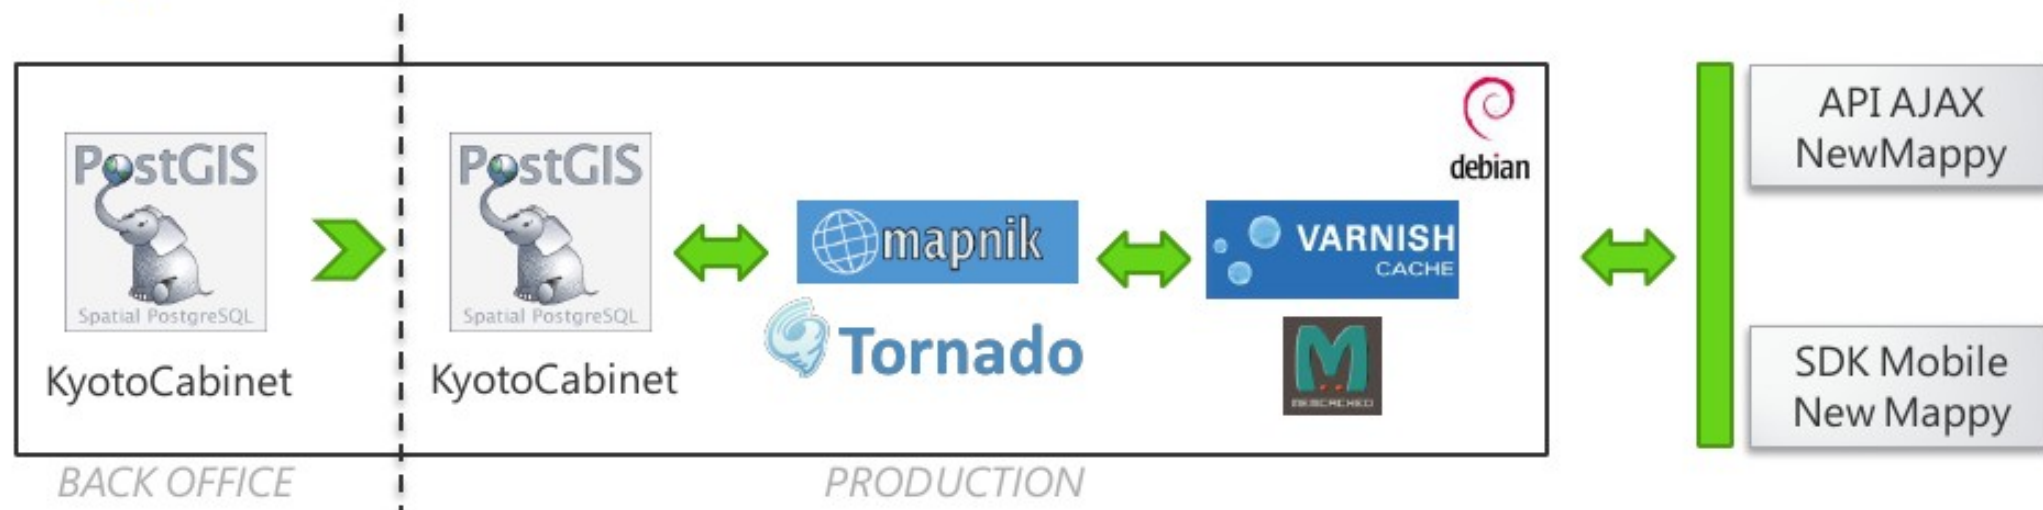 PostGIS
Spatial PostgreSQL
KyotoCabinet
BACK OFFICE
PostGIS
Spatial PostgreSQL
KyotoCabinet
mapnik
Tornado
VARNISH
CACHE
MEMCACHED
debian
PRODUCTION
API AJAX
NewMappy
SDK Mobile
New Mappy